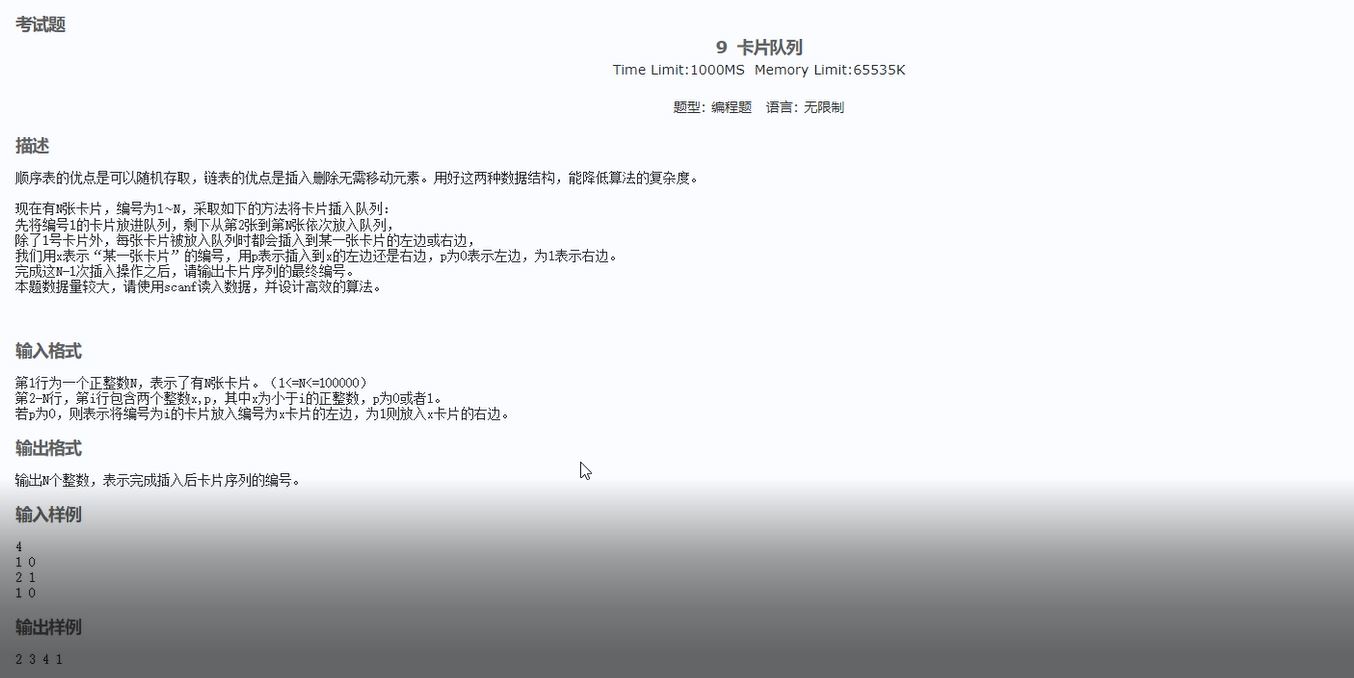 考试题
9 卡片队列
Time Limit:1000MS Memory Limit:65535K
题型: 编程题 语言: 无限制
描述
顺序表的优点是可以随机存取，链表的优点是插入删除无需移动元素。用好这两种数据结构，能降低算法的复杂度。
现在有N张卡片，编号为1~N，采取如下的方法将卡片插入队列：
先将编号1的卡片放进队列，剩下从第2张到第N张依次放入队列，
除了1号卡片外，每张卡片被放入队列时都会插入到某一张卡片的左边或右边，
我们用x表示“某一张卡片”的编号，用p表示插入到x的左边还是右边，p为0表示左边，为1表示右边。
完成这N-1次插入操作之后，请输出卡片序列的最终编号。
本题数据量较大，请使用scanf读入数据，并设计高效的算法。
输入格式
第1行为一个正整数N，表示了有N张卡片。（1<=N<=100000）
第2-N行，第i行包含两个整数x,p，其中x为小于i的正整数，p为0或者1。
若p为0，则表示将编号为i的卡片放入编号为x卡片的左边，为1则放入x卡片的右边。
输出格式
输出N个整数，表示完成插入后卡片序列的编号。
输入样例
4
1 0
2 1
1 0
输出样例
2 3 4 1